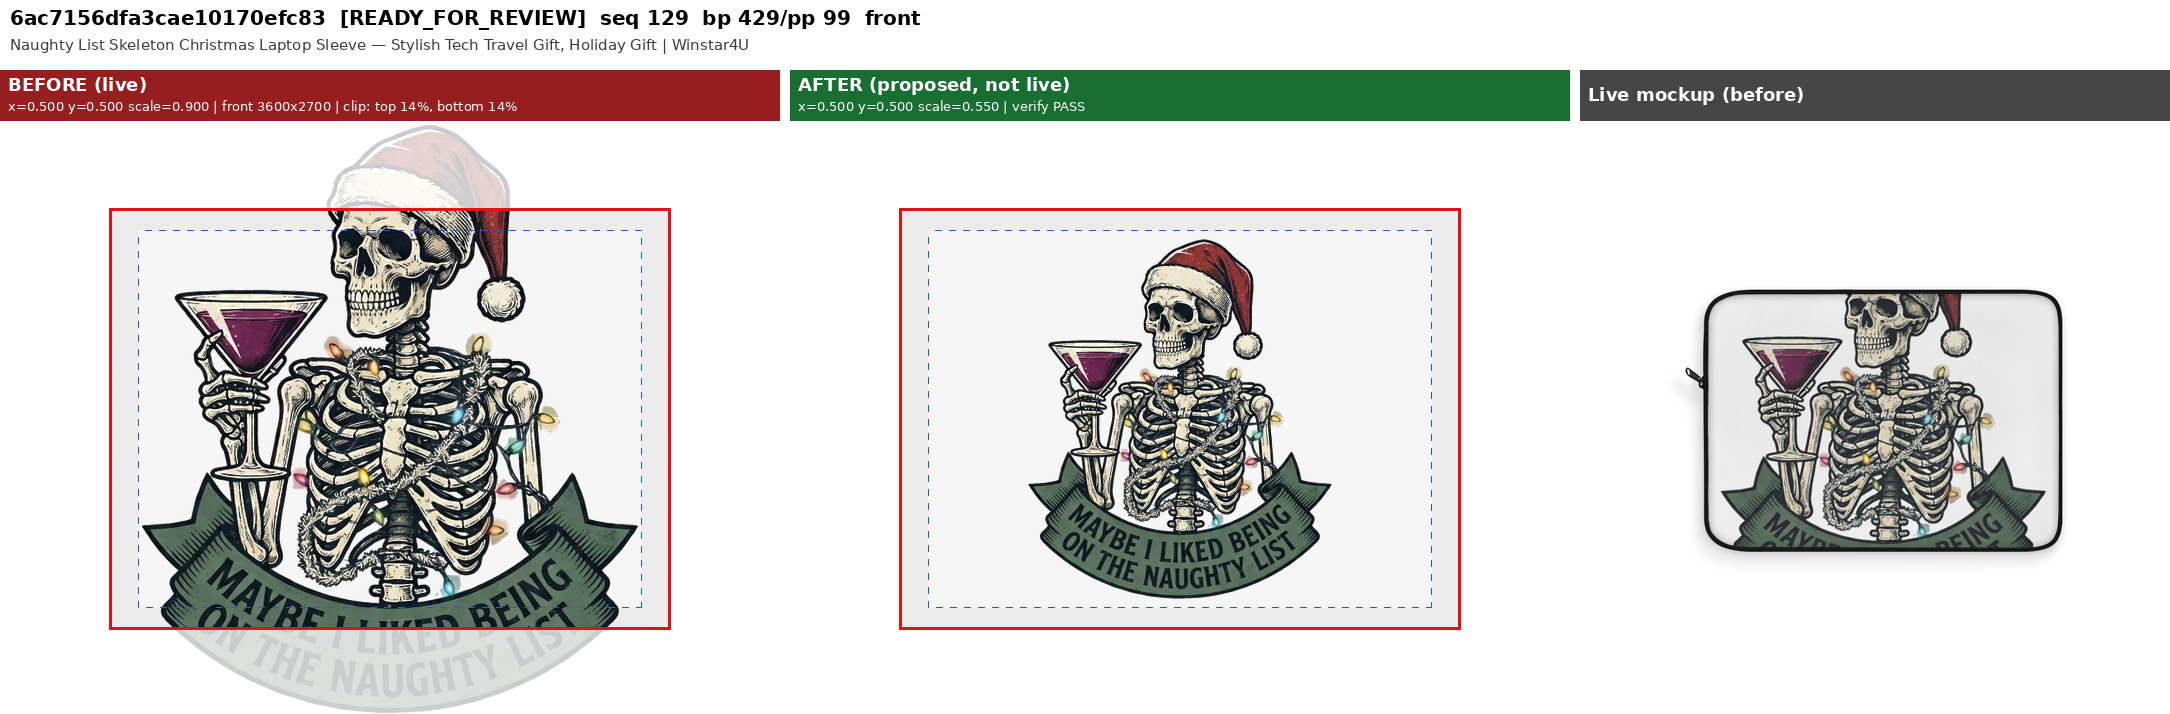 6ac7156dfa3cae10170efc83 [READY_FOR_REVIEW] seq 129 bp 429/pp 99 front
Naughty List Skeleton Christmas Laptop Sleeve — Stylish Tech Travel Gift, Holiday Gift | Winstar4U
BEFORE (live)
x=0.500 y=0.500 scale=0.900 | front 3600x2700 | clip: top 14%, bottom 14%
AFTER (proposed, not live)
x=0.500 y=0.500 scale=0.550 | verify PASS
Live mockup (before)
MAYBE I LIKED BEING
ON THE NAUGHTY LIST
MAYBE I LIKED BEING
ON THE NAUGHTY LIST
MAYBE I LIKED BEING